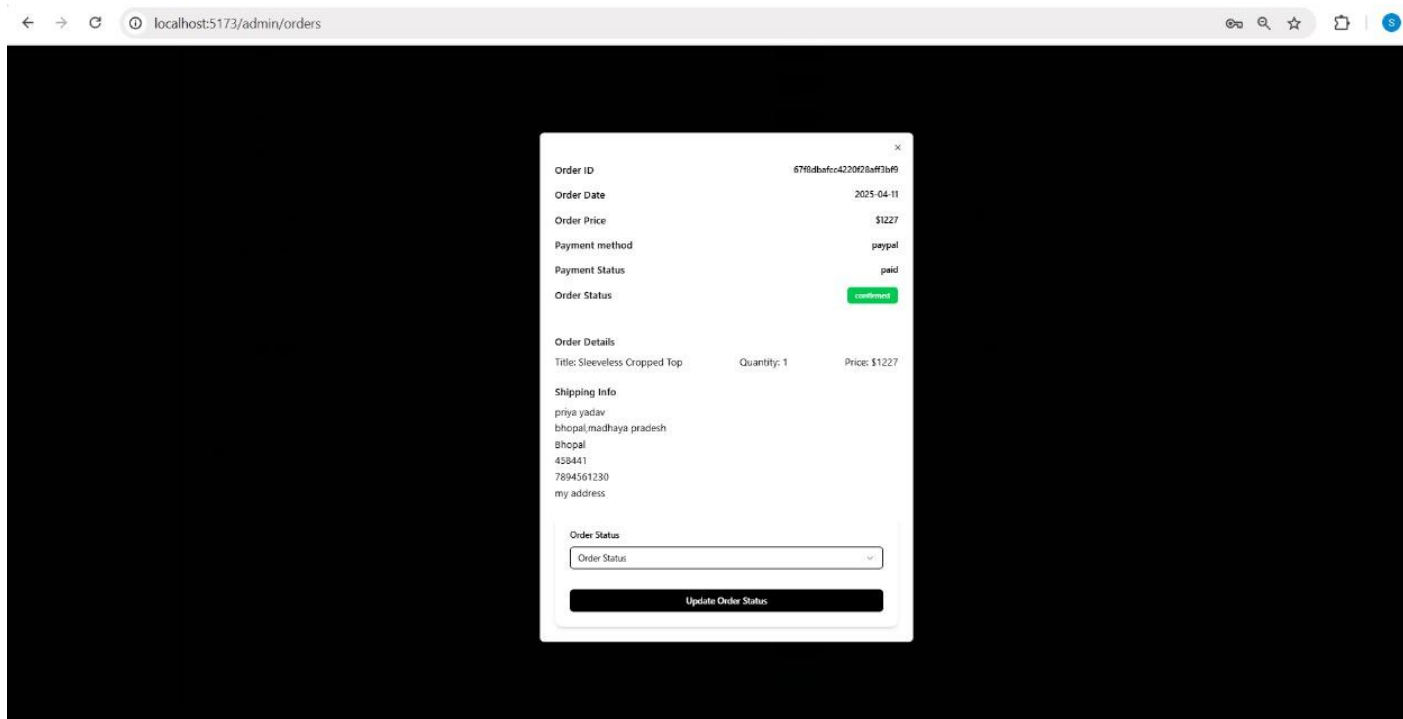 localhost:5173/admin/orders
S
Order ID 67f8dbafcc4220f28aff3bf9
Order Date 2025-04-11
Order Price $1227
Payment method paypal
Payment Status paid
Order Status confirmed
Order Details
Title: Sleeveless Cropped Top Quantity: 1 Price: $1227
Shipping Info
priya yadav
bhopal,madhaya pradesh
Bhopal
458441
7894561230
my address
Order Status
Order Status
Update Order Status